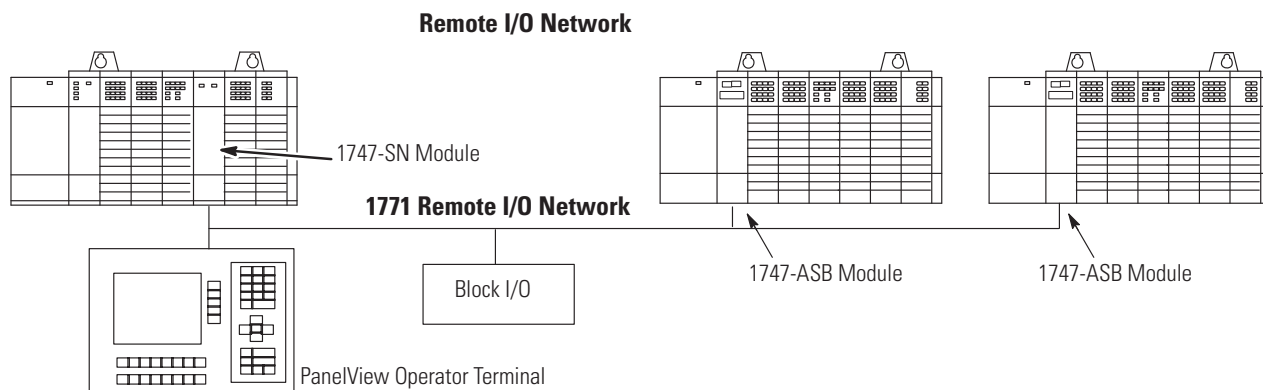 Remote I/O Network
1747-SN Module
1771 Remote I/O Network
1747-ASB Module
1747-ASB Module
Block I/O
PanelView Operator Terminal